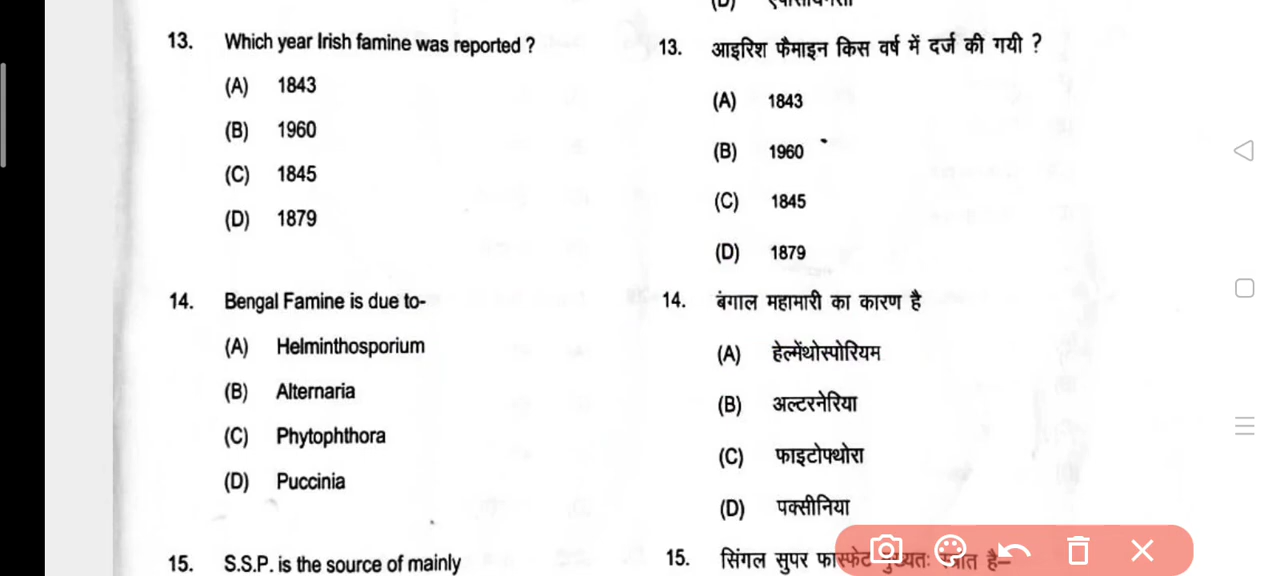 13. Which year Irish famine was reported ?
(A) 1843
(B) 1960
(C) 1845
(D) 1879
14. Bengal Famine is due to-
(A) Helminthosporium
(B) Alternaria
(C) Phytophthora
(D) Puccinia
15. S.S.P. is the source of mainly
(D)
13. आइरिश फैमाइन किस वर्ष में दर्ज की गयी ?
(A) 1843
(B) 1960
(C) 1845
(D) 1879
14. बंगाल महामारी का कारण है
(A) हेल्मेंथोस्पोरियम
(B) अल्टरनेरिया
(C) फाइटोफ्थोरा
(D) पक्सीनिया
15. सिंगल सुपर फास्फेट मुख्यतः स्त्रोत है–